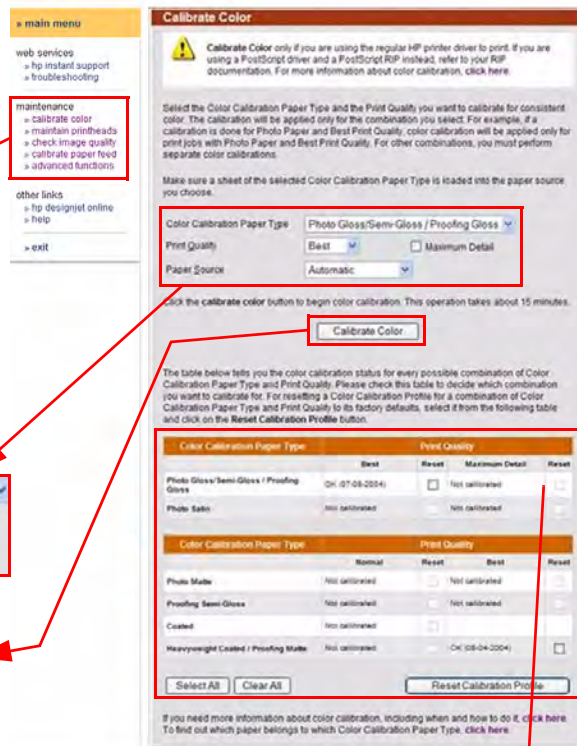 » main menu
web services
» hp instant support
» troubleshooting
maintenance
» calibrate color
» maintain printheads
» check image quality
» calibrate paper feed
» advanced functions
other links
» hp designjet online
» help
» exit
Calibrate Color
Calibrate Color only if you are using the regular HP printer driver to print. If you are
using a PostScript driver and a PostScript RIP instead, refer to your RIP
documentation. For more information about color calibration, click here.
Select the Color Calibration Paper Type and the Print Quality you want to calibrate for consistent
color. The calibration will be applied only for the combination you select. For example, if a
calibration is done for Photo Paper and Best Print Quality, color calibration will be applied only for
print jobs with Photo Paper and Best Print Quality. For other combinations, you must perform
separate color calibrations.
Make sure a sheet of the selected Color Calibration Paper Type is loaded into the paper source
you choose.
Color Calibration Paper Type Photo Gloss/Semi-Gloss / Proofing Gloss
Print Quality Best Maximum Detail
Paper Source Automatic
Click the calibrate color button to begin color calibration. This operation takes about 15 minutes.
Calibrate Color
The table below tells you the color calibration status for every possible combination of Color
Calibration Paper Type and Print Quality. Please check this table to decide which combination
you want to calibrate for. For resetting a Color Calibration Profile for a combination of Color
Calibration Paper Type and Print Quality to its factory defaults, select it from the following table
and click on the Reset Calibration Profile button.
Color Calibration Paper Type Print Quality
Best Reset Maximum Detail Reset
Photo Gloss/Semi-Gloss / Proofing Gloss OK (07-08-2004) Not calibrated
Photo Satin Not calibrated Not calibrated
Color Calibration Paper Type Print Quality
Normal Reset Best Reset
Photo Matte Not calibrated Not calibrated
Proofing Semi-Gloss Not calibrated Not calibrated
Coated Not calibrated
Heavyweight Coated / Proofing Matte Not calibrated OK (08-04-2004)
Select All Clear All Reset Calibration Profile
If you need more information about color calibration, including when and how to do it, click here.
To find out which paper belongs to which Color Calibration Paper Type, click here.